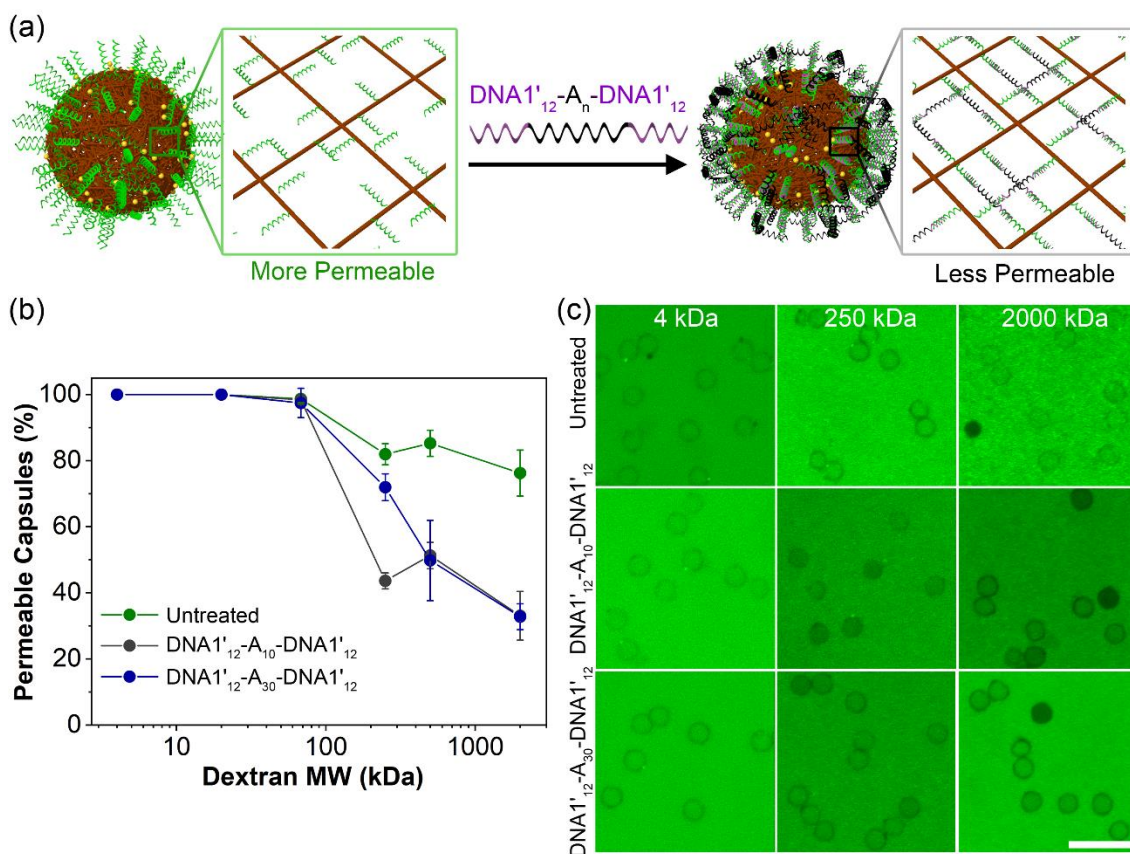 (a)
DNA1'₁₂-Aₙ-DNA1'₁₂
More Permeable
Less Permeable
(b)
Permeable Capsules (%)
100
80
60
40
20
0
Untreated
DNA1'₁₂-A₁₀-DNA1'₁₂
DNA1'₁₂-A₃₀-DNA1'₁₂
10
100
1000
Dextran MW (kDa)
(c)
4 kDa
250 kDa
2000 kDa
Untreated
DNA1'₁₂-A₁₀-DNA1'₁₂
DNA1'₁₂-A₃₀-DNA1'₁₂